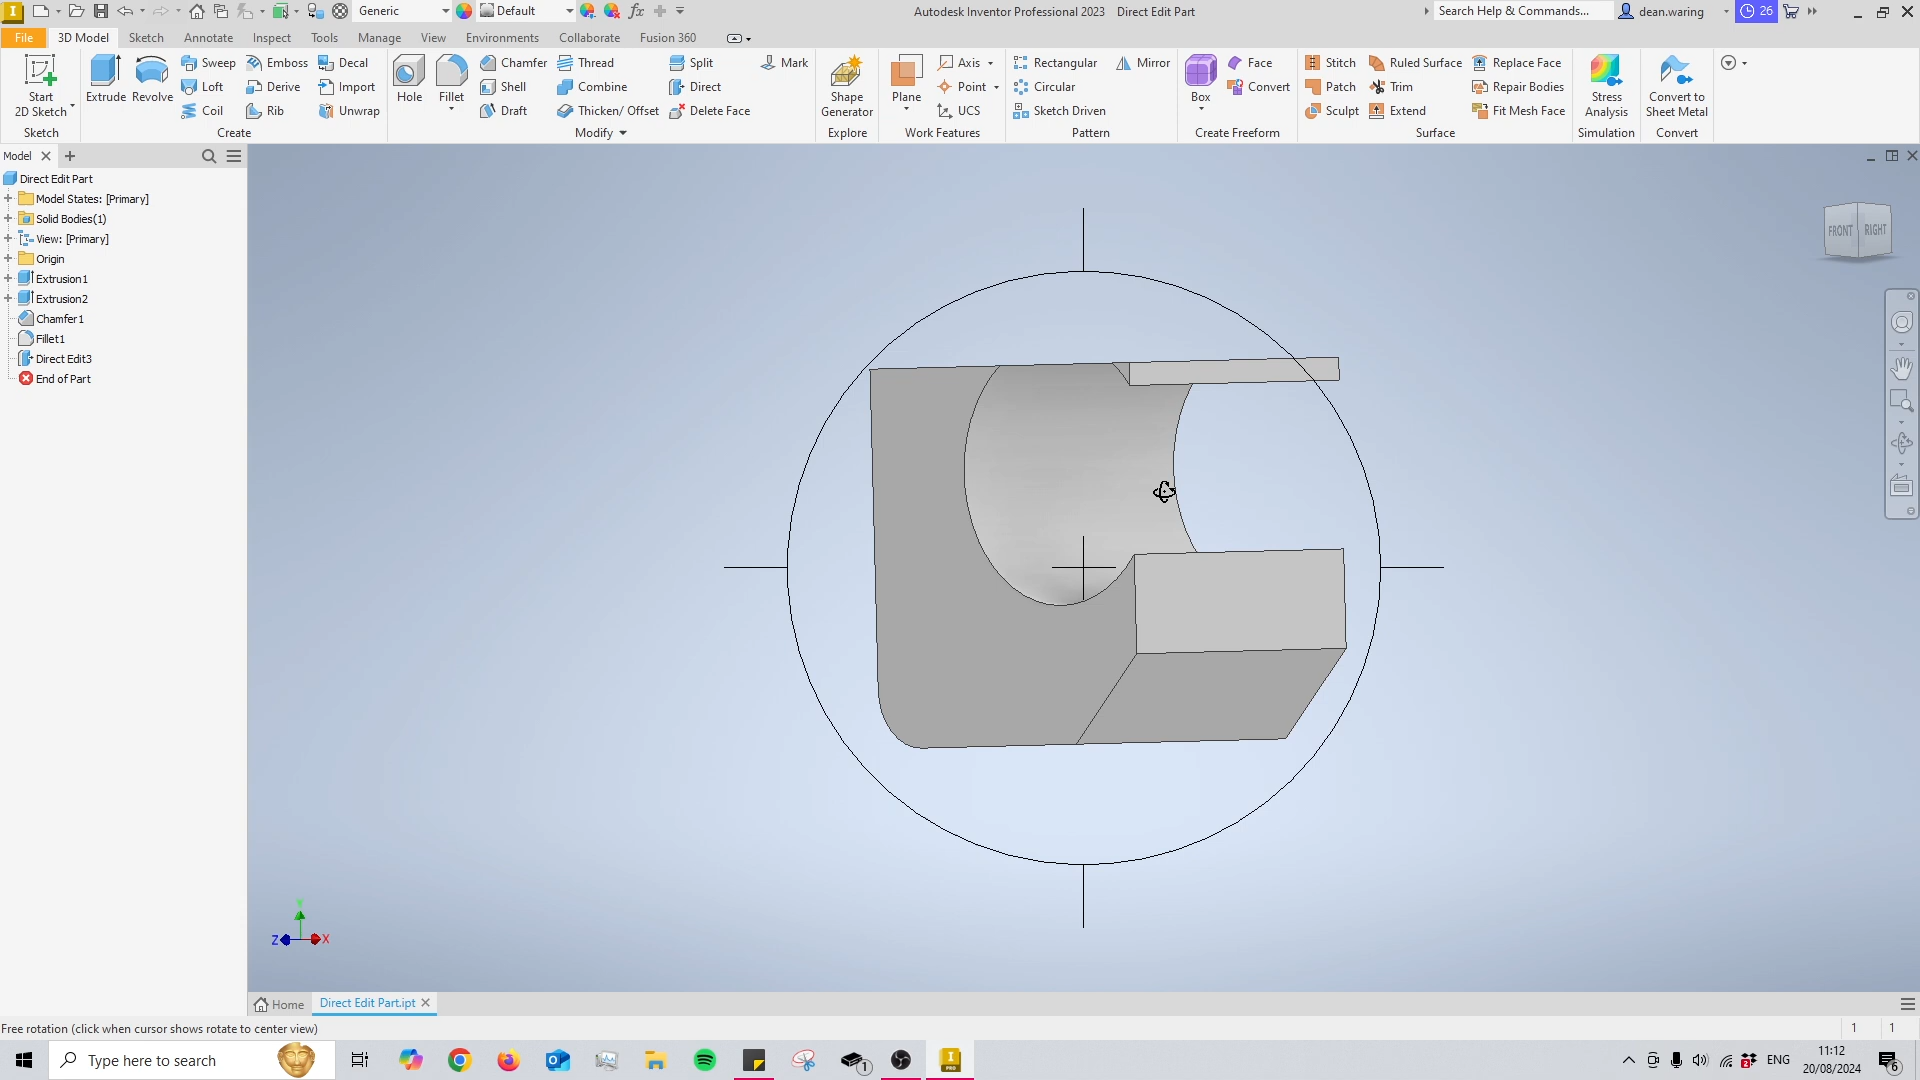 Generic
Default
fx
Autodesk Inventor Professional 2023 Direct Edit Part
Search Help & Commands...
dean.waring
26
File 3D Model Sketch Annotate Inspect Tools Manage View Environments Collaborate Fusion 360
Start
2D Sketch
Sketch
Extrude
Revolve
Sweep
Loft
Coil
Emboss
Derive
Rib
Decal
Import
Unwrap
Create
Hole
Fillet
Chamfer
Shell
Draft
Thread
Combine
Thicken/ Offset
Split
Direct
Delete Face
Mark
Modify
Shape
Generator
Explore
Plane
Axis
Point
UCS
Work Features
Rectangular
Circular
Sketch Driven
Mirror
Pattern
Box
Face
Convert
Create Freeform
Stitch
Patch
Sculpt
Ruled Surface
Trim
Extend
Replace Face
Repair Bodies
Fit Mesh Face
Surface
Stress
Analysis
Simulation
Convert to
Sheet Metal
Convert
Model
Direct Edit Part
Model States: [Primary]
Solid Bodies(1)
View: [Primary]
Origin
Extrusion1
Extrusion2
Chamfer1
Fillet1
Direct Edit3
End of Part
FRONT RIGHT
Y
Z X
Home
Direct Edit Part.ipt
Free rotation (click when cursor shows rotate to center view)
1 1
Type here to search
1
I
PRO
2
ENG
11:12
20/08/2024
6